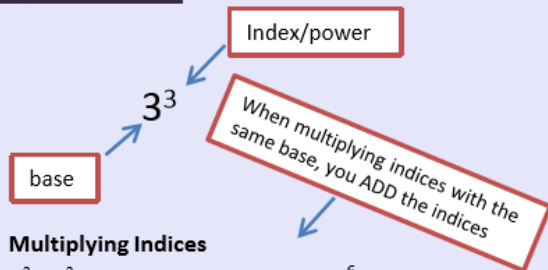 Index/power
3³
When multiplying indices with the
same base, you ADD the indices
base
Multiplying Indices